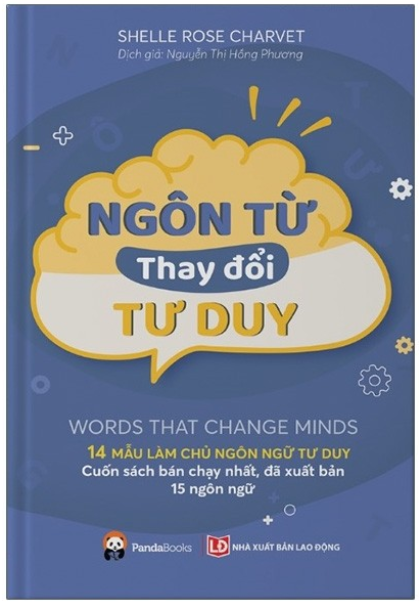 SHELLE ROSE CHARVET
Dịch giả: Nguyễn Thị Hồng Phương
NGÔN TỪ
Thay đổi
TƯ DUY
WORDS THAT CHANGE MINDS
14 MẪU LÀM CHỦ NGÔN NGỮ TƯ DUY
Cuốn sách bán chạy nhất, đã xuất bản
15 ngôn ngữ
PandaBooks
LĐ NHÀ XUẤT BẢN LAO ĐỘNG